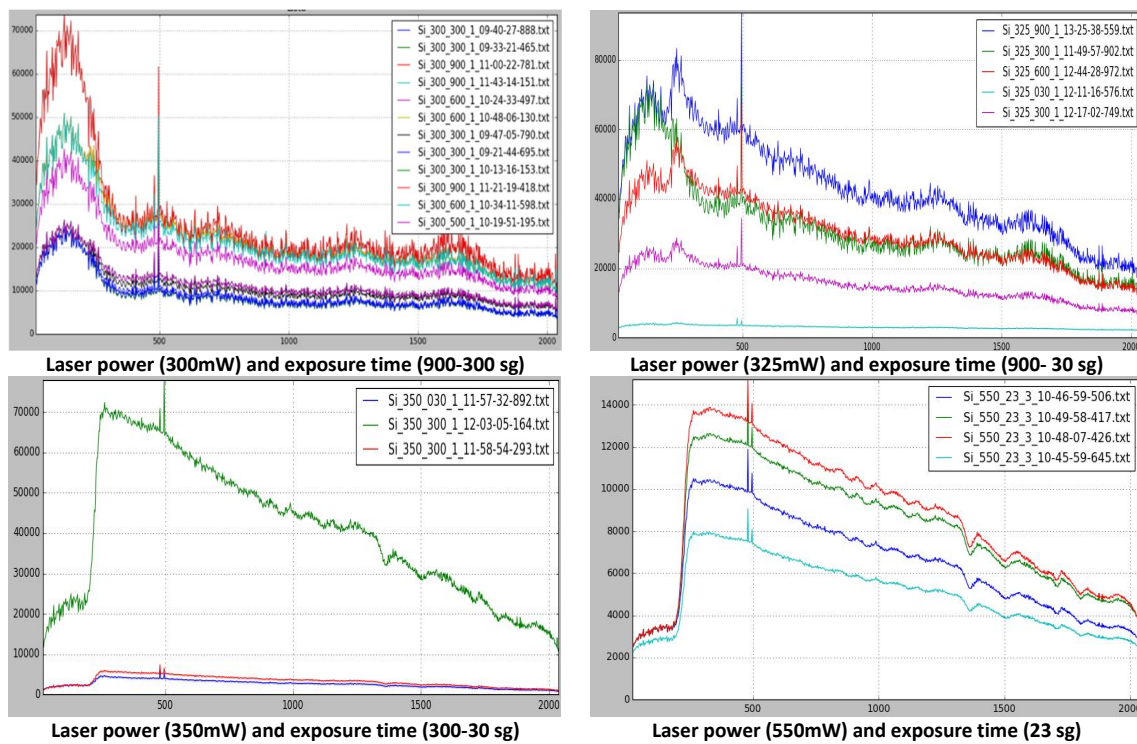 70000
60000
50000
40000
30000
20000
10000
0
500
1000
1500
2000
Si_300_300_1_09-40-27-888.txt
Si_300_300_1_09-33-21-465.txt
Si_300_900_1_11-00-22-781.txt
Si_300_900_1_11-43-14-151.txt
Si_300_600_1_10-24-33-497.txt
Si_300_600_1_10-48-06-130.txt
Si_300_300_1_09-47-05-790.txt
Si_300_300_1_09-21-44-695.txt
Si_300_300_1_10-13-16-153.txt
Si_300_900_1_11-21-19-418.txt
Si_300_600_1_10-34-11-598.txt
Si_300_500_1_10-19-51-195.txt
Laser power (300mW) and exposure time (900-300 sg)
80000
60000
40000
20000
0
500
1000
1500
2000
Si_325_900_1_13-25-38-559.txt
Si_325_300_1_11-49-57-902.txt
Si_325_600_1_12-44-28-972.txt
Si_325_030_1_12-11-16-576.txt
Si_325_300_1_12-17-02-749.txt
Laser power (325mW) and exposure time (900- 30 sg)
70000
60000
50000
40000
30000
20000
10000
0
500
1000
1500
2000
Si_350_030_1_11-57-32-892.txt
Si_350_300_1_12-03-05-164.txt
Si_350_300_1_11-58-54-293.txt
Laser power (350mW) and exposure time (300-30 sg)
14000
12000
10000
8000
6000
4000
2000
0
500
1000
1500
2000
Si_550_23_3_10-46-59-506.txt
Si_550_23_3_10-49-58-417.txt
Si_550_23_3_10-48-07-426.txt
Si_550_23_3_10-45-59-645.txt
Laser power (550mW) and exposure time (23 sg)